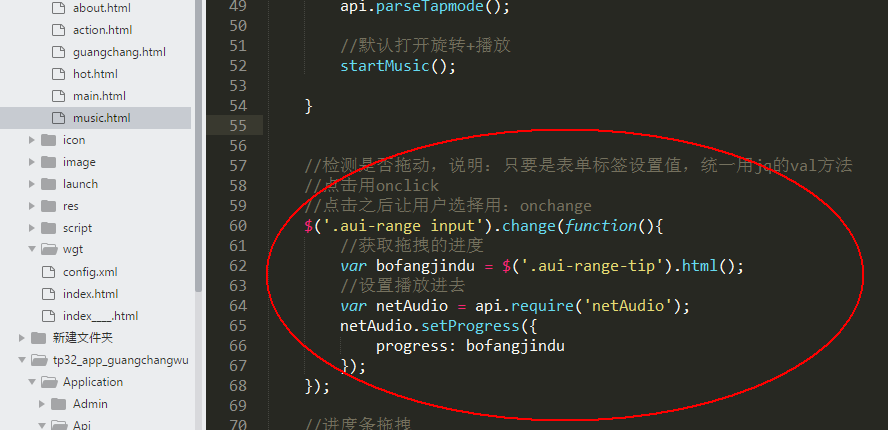 about.html
action.html
guangchang.html
hot.html
main.html
music.html
icon
image
launch
res
script
wgt
config.xml
index.html
index____.html
新建文件夹
tp32_app_guangchangwu
Application
Admin
Api
49 api.parseTapmode();
50
51 //默认打开旋转+播放
52 startMusic();
53
54 }
55
56
57 //检测是否拖动，说明：只要是表单标签设置值，统一用jq的val方法
58 //点击用onclick
59 //点击之后让用户选择用：onchange
60 $('.aui-range input').change(function(){
61 //获取拖拽的进度
62 var bofangjindu = $('.aui-range-tip').html();
63 //设置播放进去
64 var netAudio = api.require('netAudio');
65 netAudio.setProgress({
66 progress: bofangjindu
67 });
68 });
69
70 //进度条拖拽